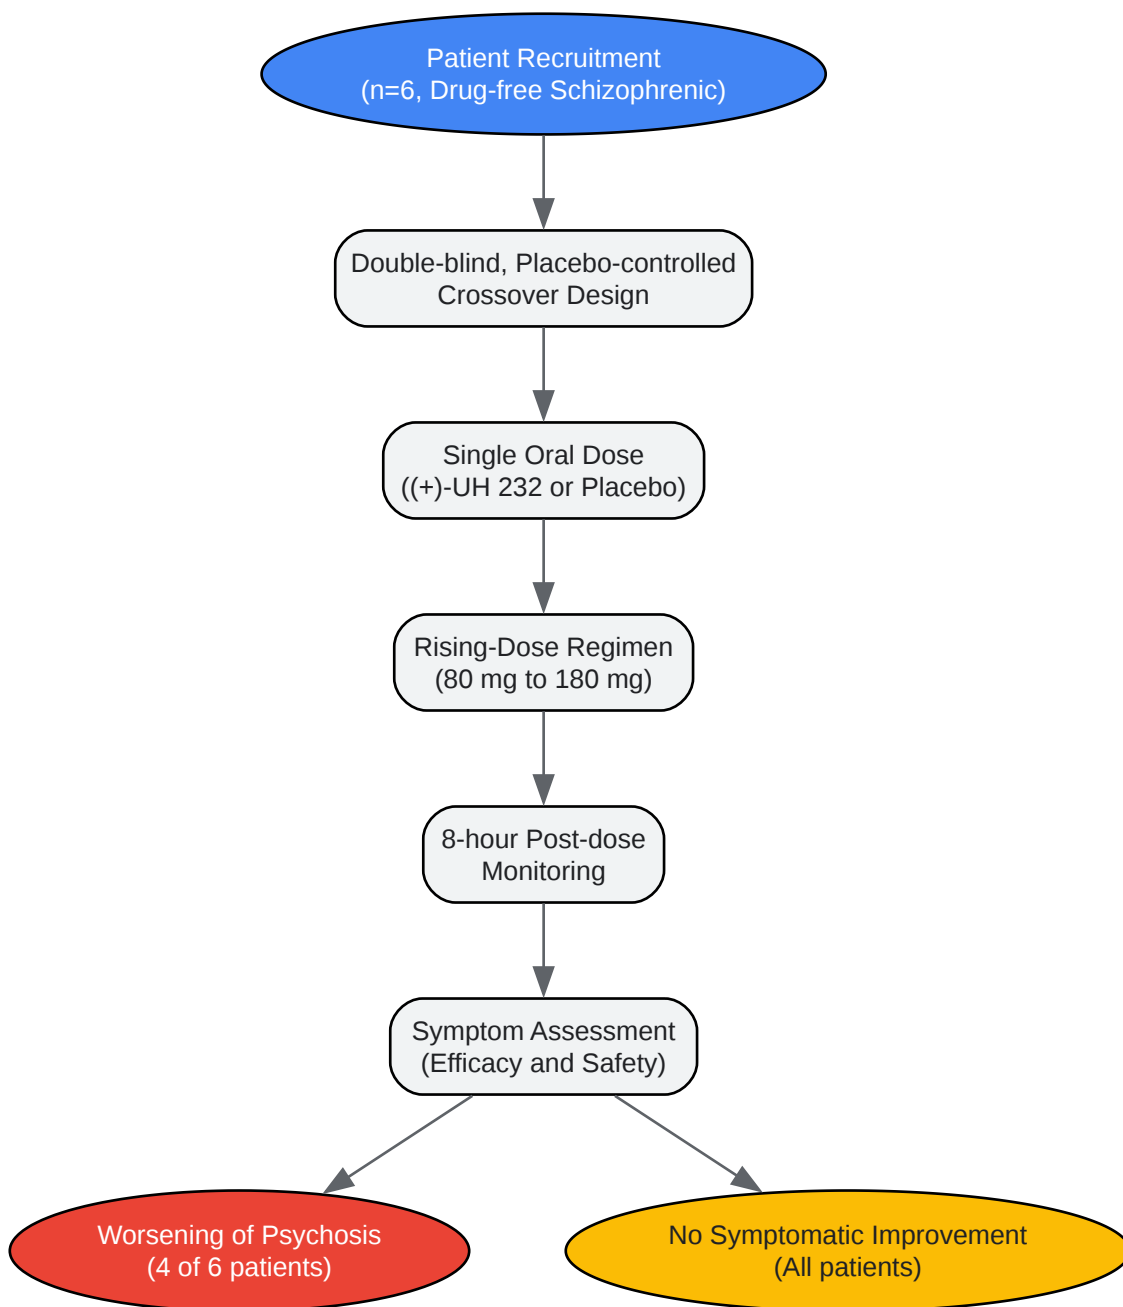 Patient Recruitment
(n=6, Drug-free Schizophrenic)
Double-blind, Placebo-controlled
Crossover Design
Single Oral Dose
((+)-UH 232 or Placebo)
Rising-Dose Regimen
(80 mg to 180 mg)
8-hour Post-dose
Monitoring
Symptom Assessment
(Efficacy and Safety)
Worsening of Psychosis
(4 of 6 patients)
No Symptomatic Improvement
(All patients)